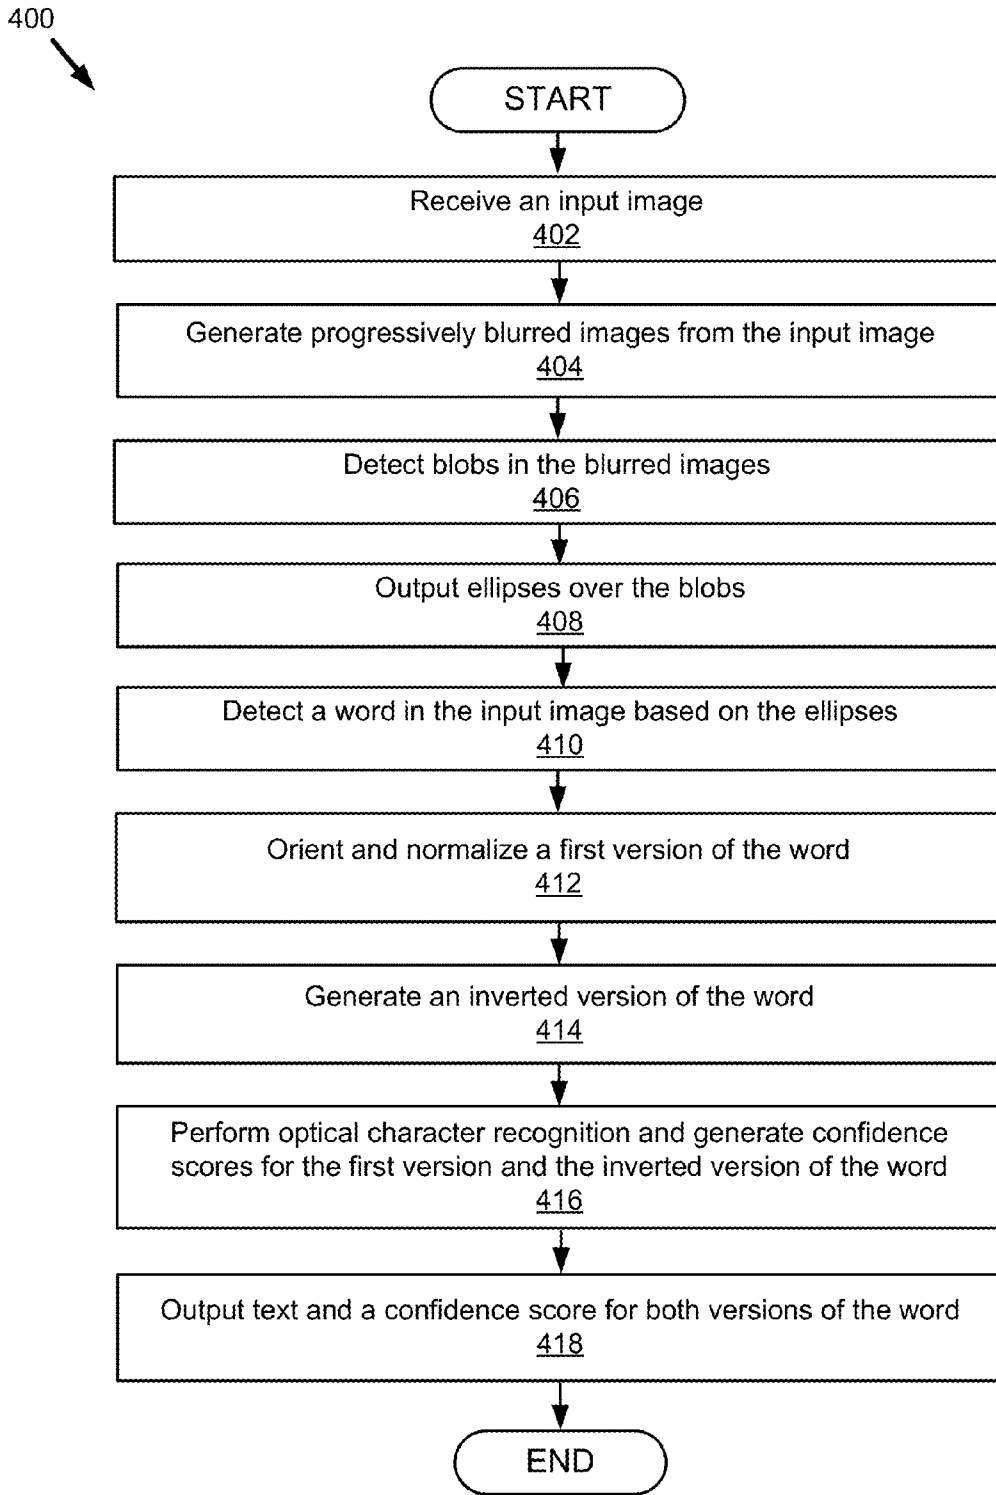 400
START
Receive an input image
402
Generate progressively blurred images from the input image
404
Detect blobs in the blurred images
406
Output ellipses over the blobs
408
Detect a word in the input image based on the ellipses
410
Orient and normalize a first version of the word
412
Generate an inverted version of the word
414
Perform optical character recognition and generate confidence
scores for the first version and the inverted version of the word
416
Output text and a confidence score for both versions of the word
418
END